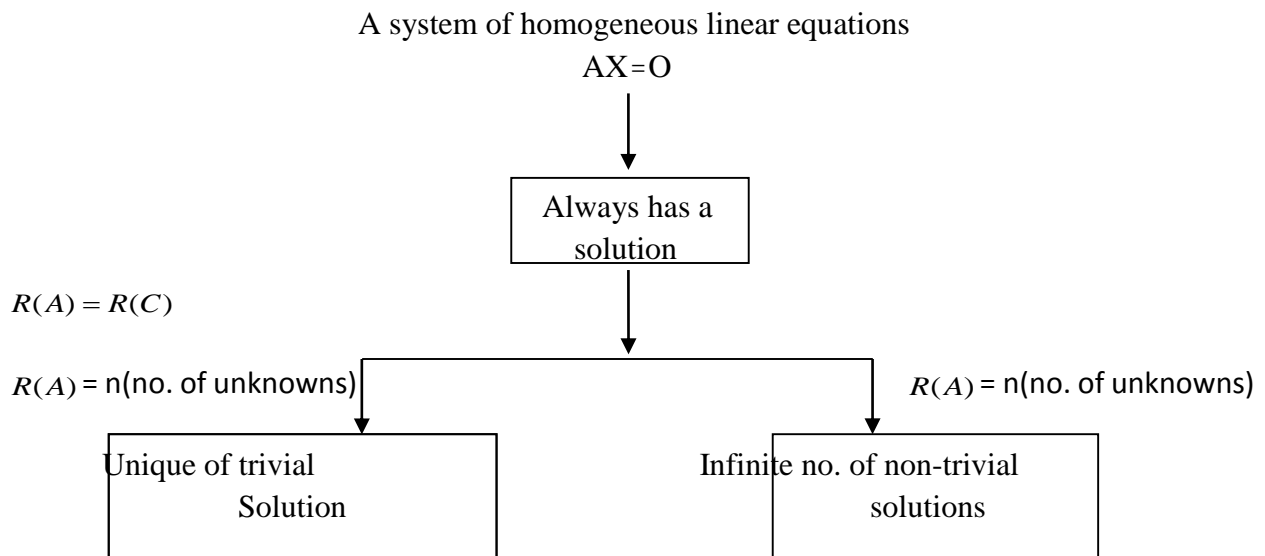 A system of homogeneous linear equations
AX=O
Always has a
solution
R(A) = R(C)
R(A) = n(no. of unknowns)
R(A) = n(no. of unknowns)
Unique of trivial
Solution
Infinite no. of non-trivial
solutions